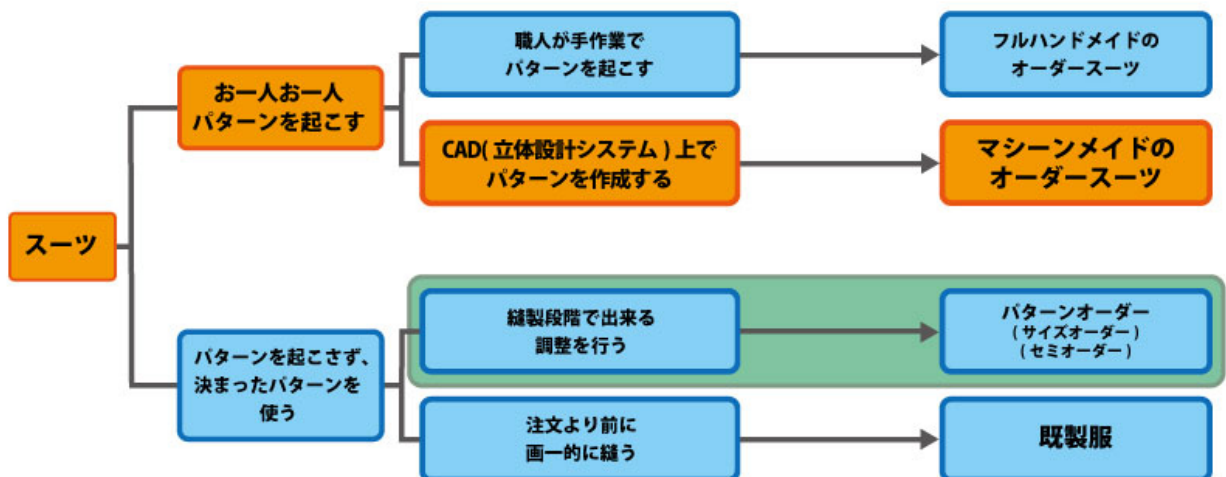 スーツ
お一人お一人
パターンを起こす
職人が手作業で
パターンを起こす
フルハンドメイドの
オーダースーツ
CAD( 立体設計システム ) 上で
パターンを作成する
マシーンメイドの
オーダースーツ
パターンを起こさず、
決まったパターンを
使う
縫製段階で出来る
調整を行う
パターンオーダー
( サイズオーダー )
( セミオーダー )
注文より前に
画一的に縫う
既製服